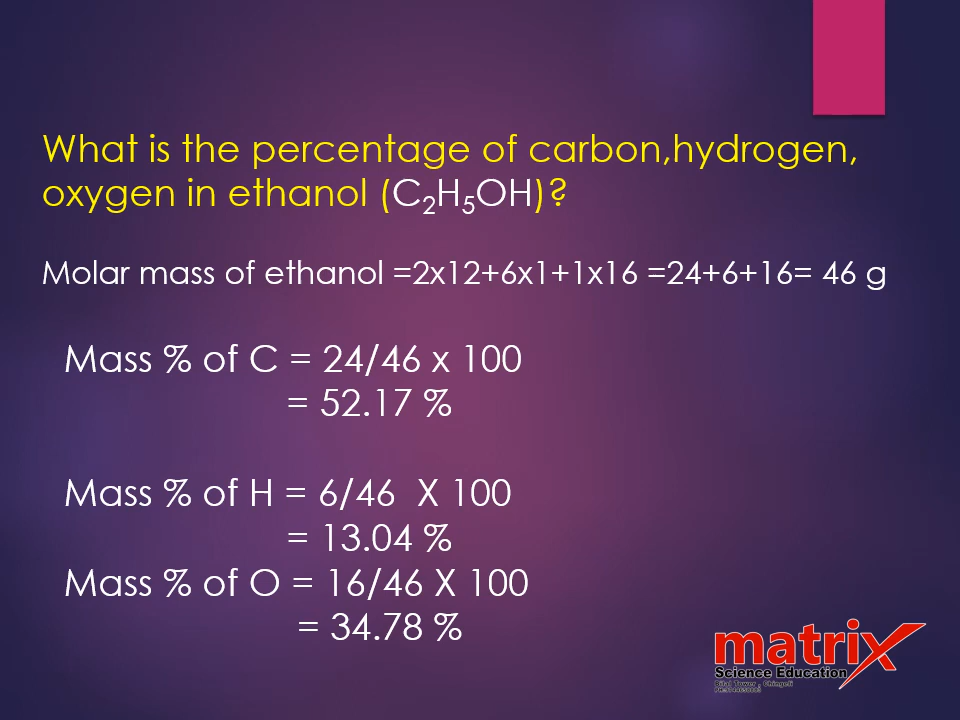 What is the percentage of carbon,hydrogen,
oxygen in ethanol (C₂H₅OH)?
Molar mass of ethanol =2x12+6x1+1x16 =24+6+16= 46 g
Mass % of C = 24/46 x 100
= 52.17 %
Mass % of H = 6/46 X 100
= 13.04 %
Mass % of O = 16/46 X 100
= 34.78 %
matrix
Science Education
Tower , Chingoli